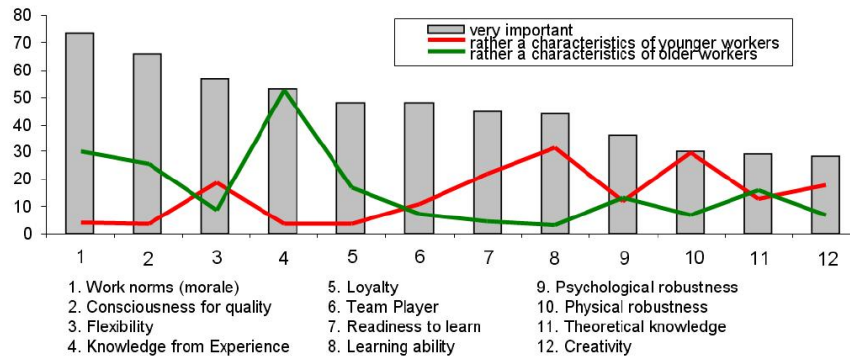 80
70
60
50
40
30
20
10
0
very important
rather a characteristics of younger workers
rather a characteristics of older workers
1 2 3 4 5 6 7 8 9 10 11 12
1. Work norms (morale) 5. Loyalty 9. Psychological robustness
2. Consciousness for quality 6. Team Player 10. Physical robustness
3. Flexibility 7. Readiness to learn 11. Theoretical knowledge
4. Knowledge from Experience 8. Learning ability 12. Creativity